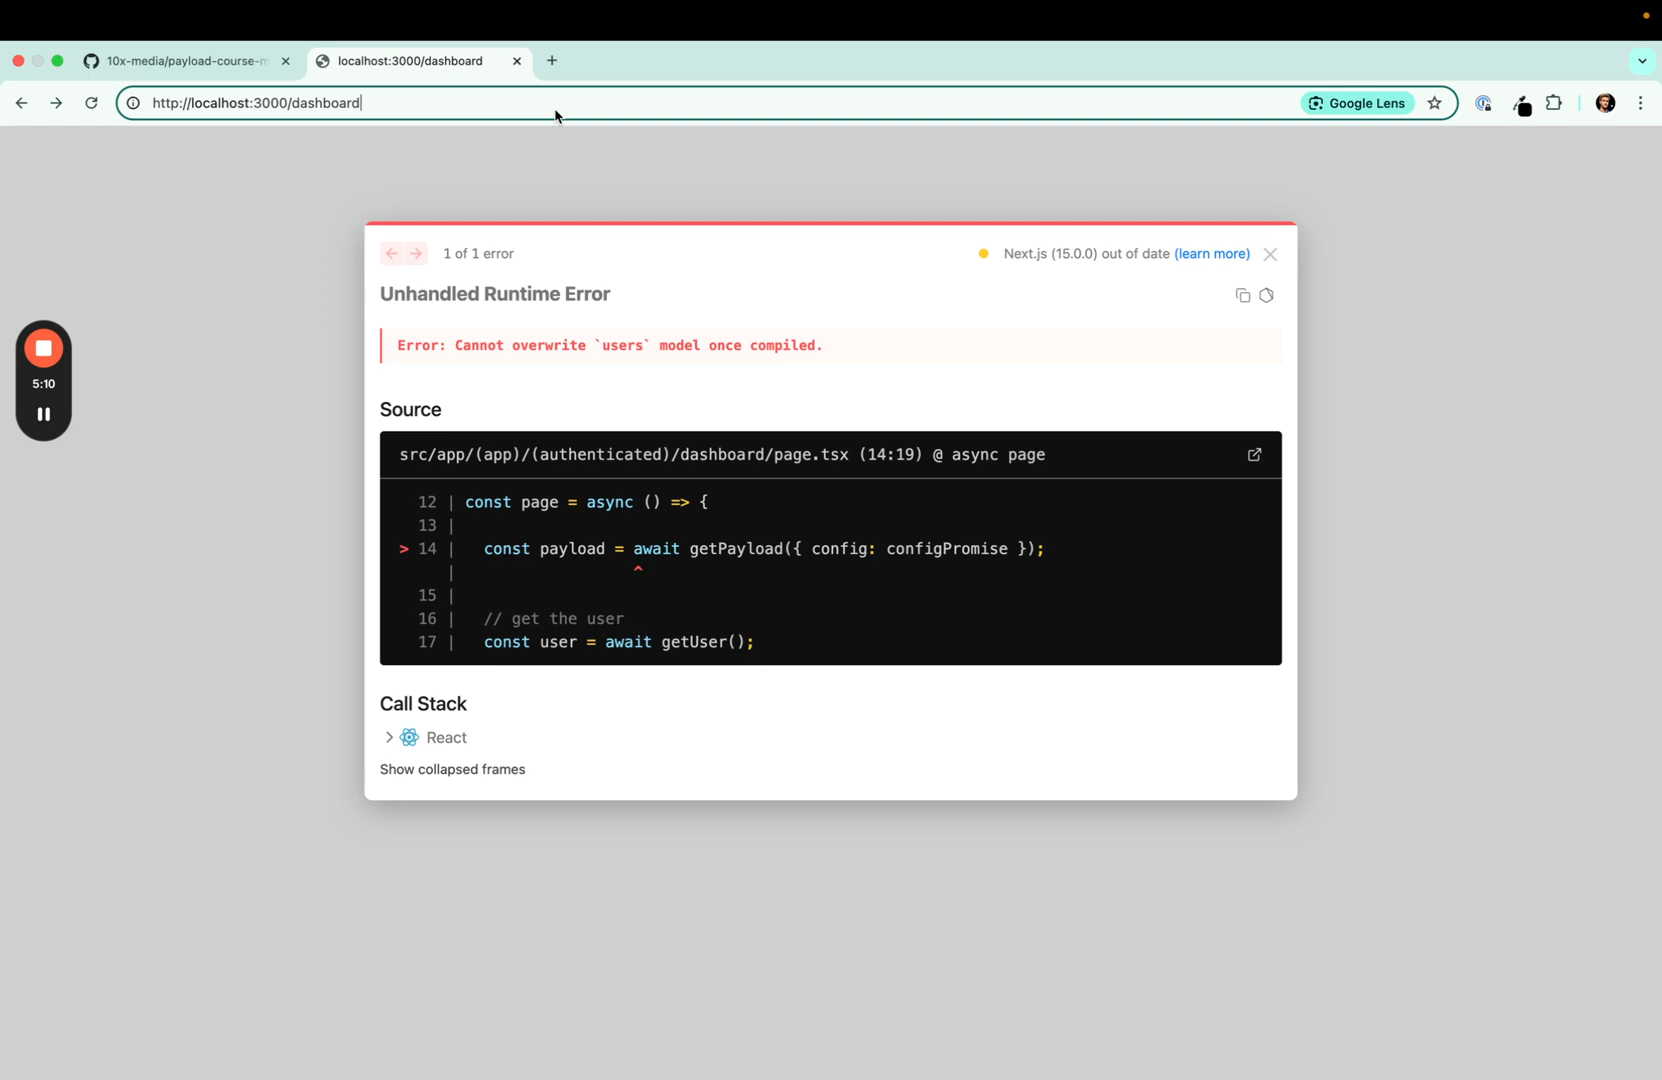 10x-media/payload-course-m
localhost:3000/dashboard
http://localhost:3000/dashboard
Google Lens
1 of 1 error
Next.js (15.0.0) out of date (learn more)
Unhandled Runtime Error
Error: Cannot overwrite `users` model once compiled.
5:10
Source
src/app/(app)/(authenticated)/dashboard/page.tsx (14:19) @ async page
12 | const page = async () => {
13 |
> 14 |   const payload = await getPayload({ config: configPromise });
|                    ^
15 |
16 |   // get the user
17 |   const user = await getUser();
Call Stack
React
Show collapsed frames